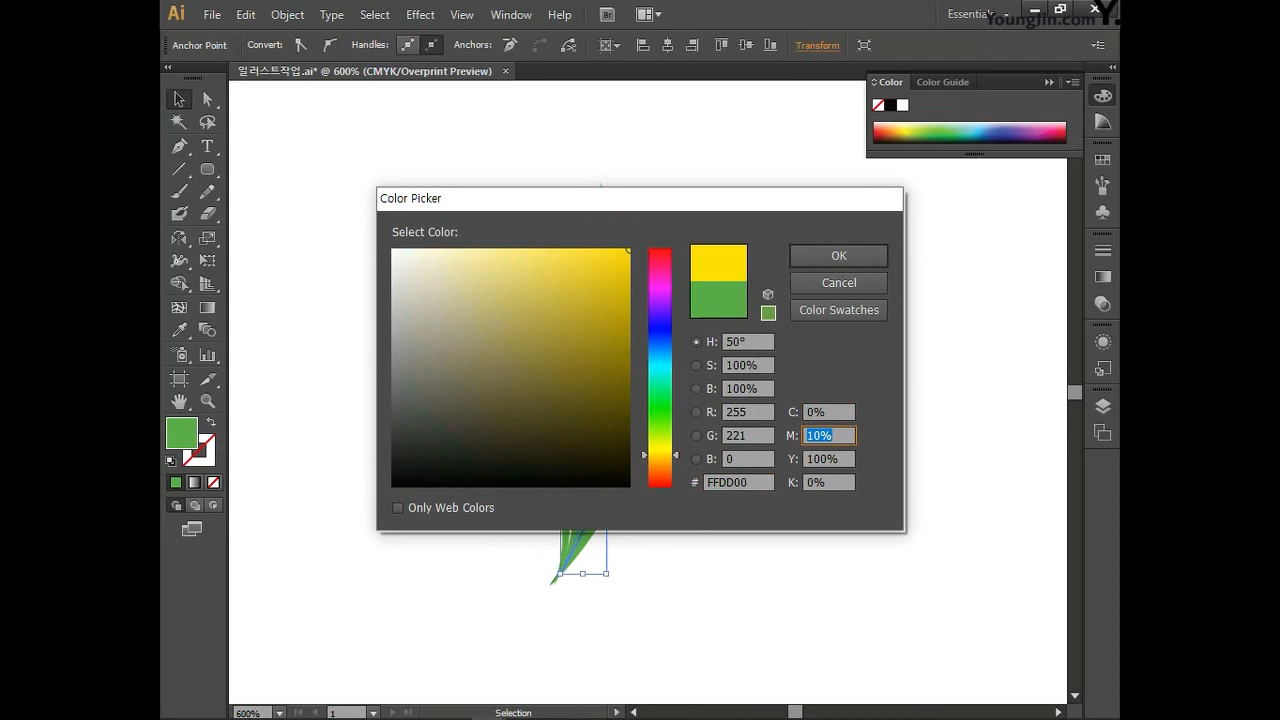 Ai File Edit Object Type Select Effect View Window Help Br
YoungJin.com Y.
Anchor Point Convert: Handles: Anchors: Transform
일러스트작업.ai* @ 600% (CMYK/Overprint Preview) ×
Color Color Guide
Color Picker
Select Color:
OK
Cancel
Color Swatches
H: 50°
S: 100%
B: 100%
R: 255 C: 0%
G: 221 M: 10%
B: 0 Y: 100%
# FFDD00 K: 0%
Only Web Colors
600% 1 Selection